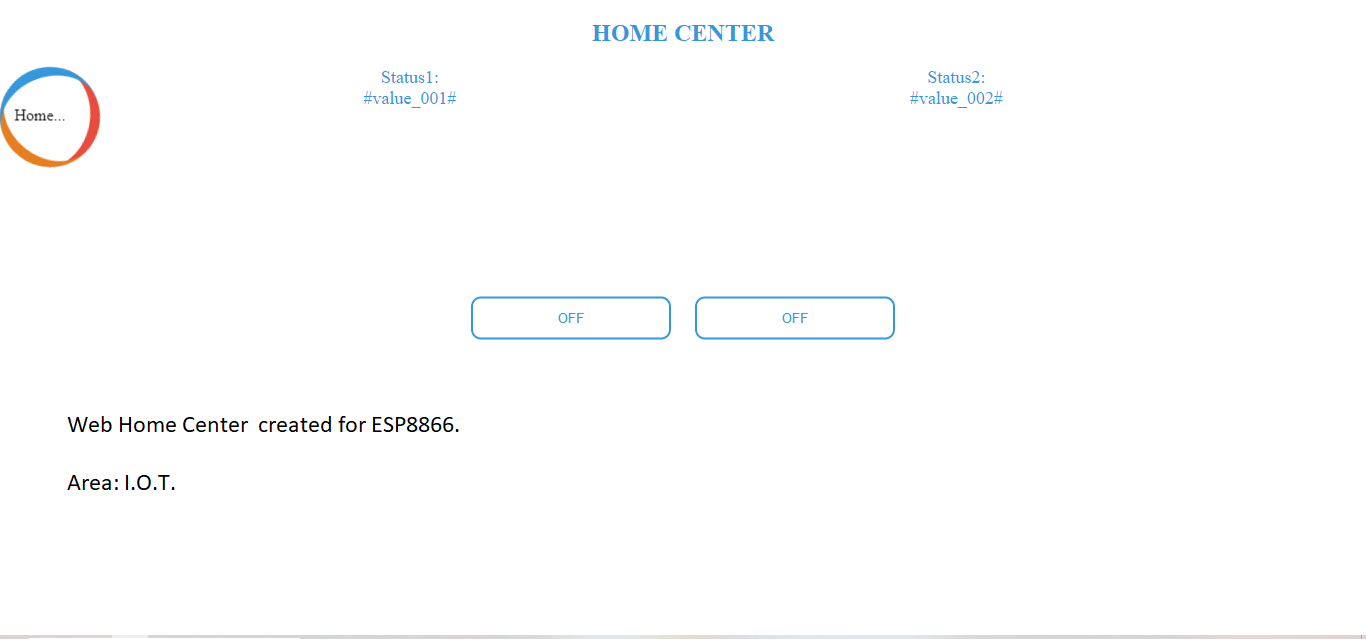 HOME CENTER
Status1:
#value_001#
Status2:
#value_002#
Home...
OFF
OFF
Web Home Center  created for ESP8866.
Area: I.O.T.